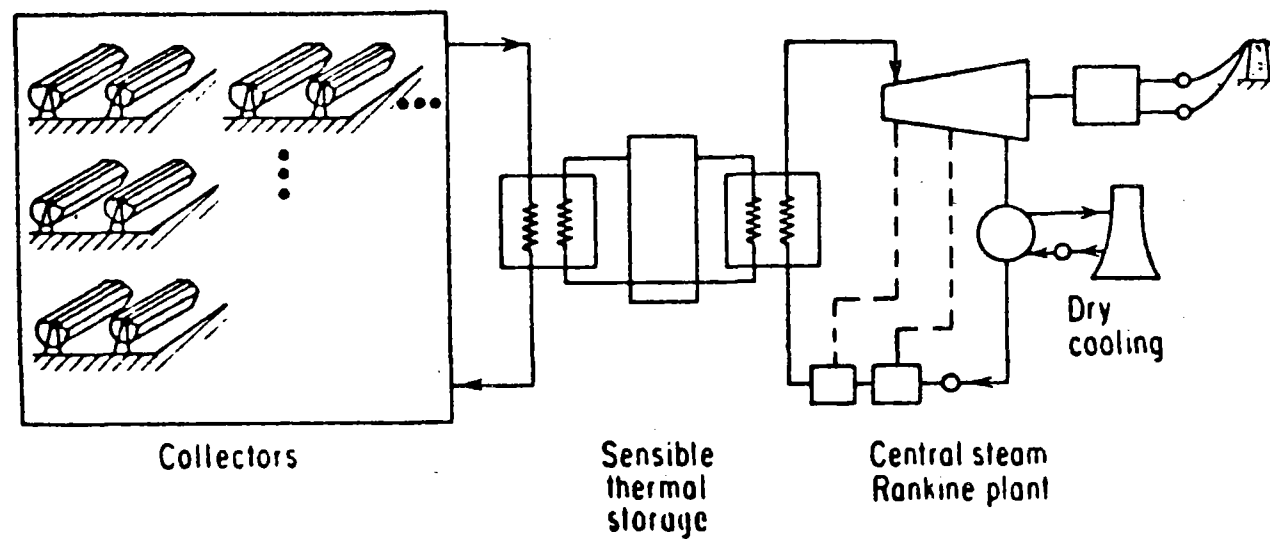 Collectors
Sensible
thermal
storage
Central steam
Rankine plant
Dry
cooling